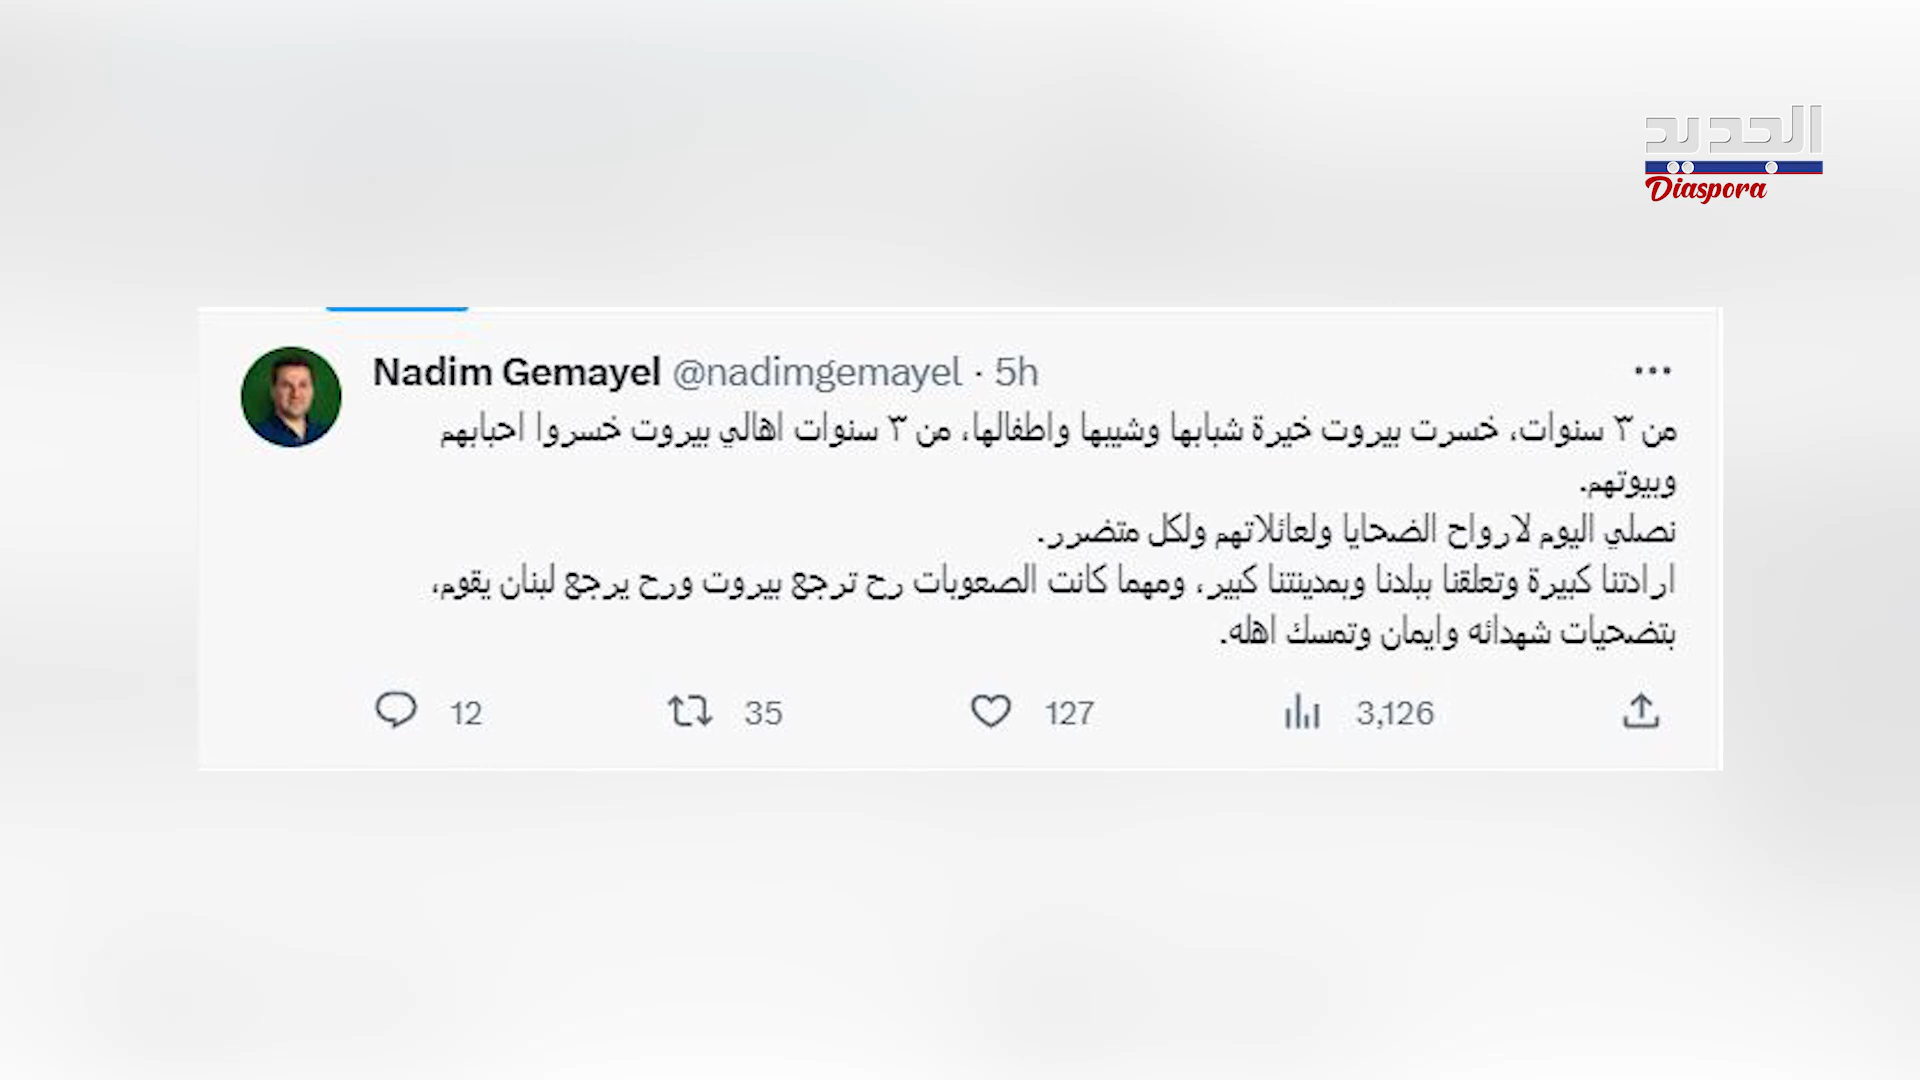 الجديد
Diaspora
Nadim Gemayel @nadimgemayel · 5h
من ٣ سنوات، خسرت بيروت خيرة شبابها وشيبها واطفالها، من ٣ سنوات اهالي بيروت خسروا احبابهم
وبيوتهم.
نصلي اليوم لارواح الضحايا ولعائلاتهم ولكل متضرر.
ارادتنا كبيرة وتعلقنا ببلدنا وبمدينتنا كبير، ومهما كانت الصعوبات رح ترجع بيروت ورح يرجع لبنان يقوم،
بتضحيات شهدائه وايمان وتمسك اهله.
12 35 127 3,126